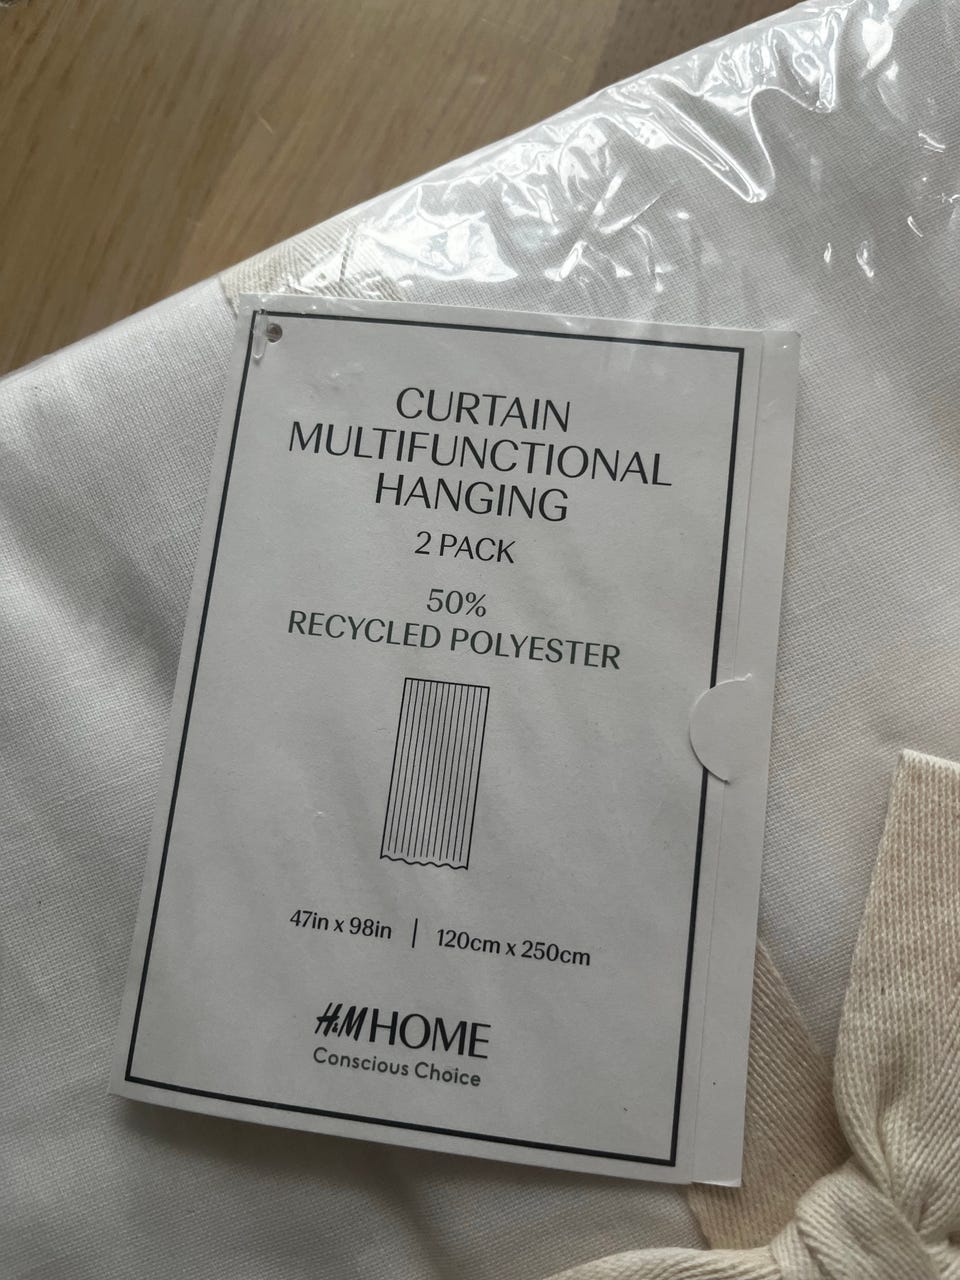 CURTAIN
MULTIFUNCTIONAL
HANGING
2 PACK
50%
RECYCLED POLYESTER
47in x 98in | 120cm x 250cm
H&M HOME
Conscious Choice